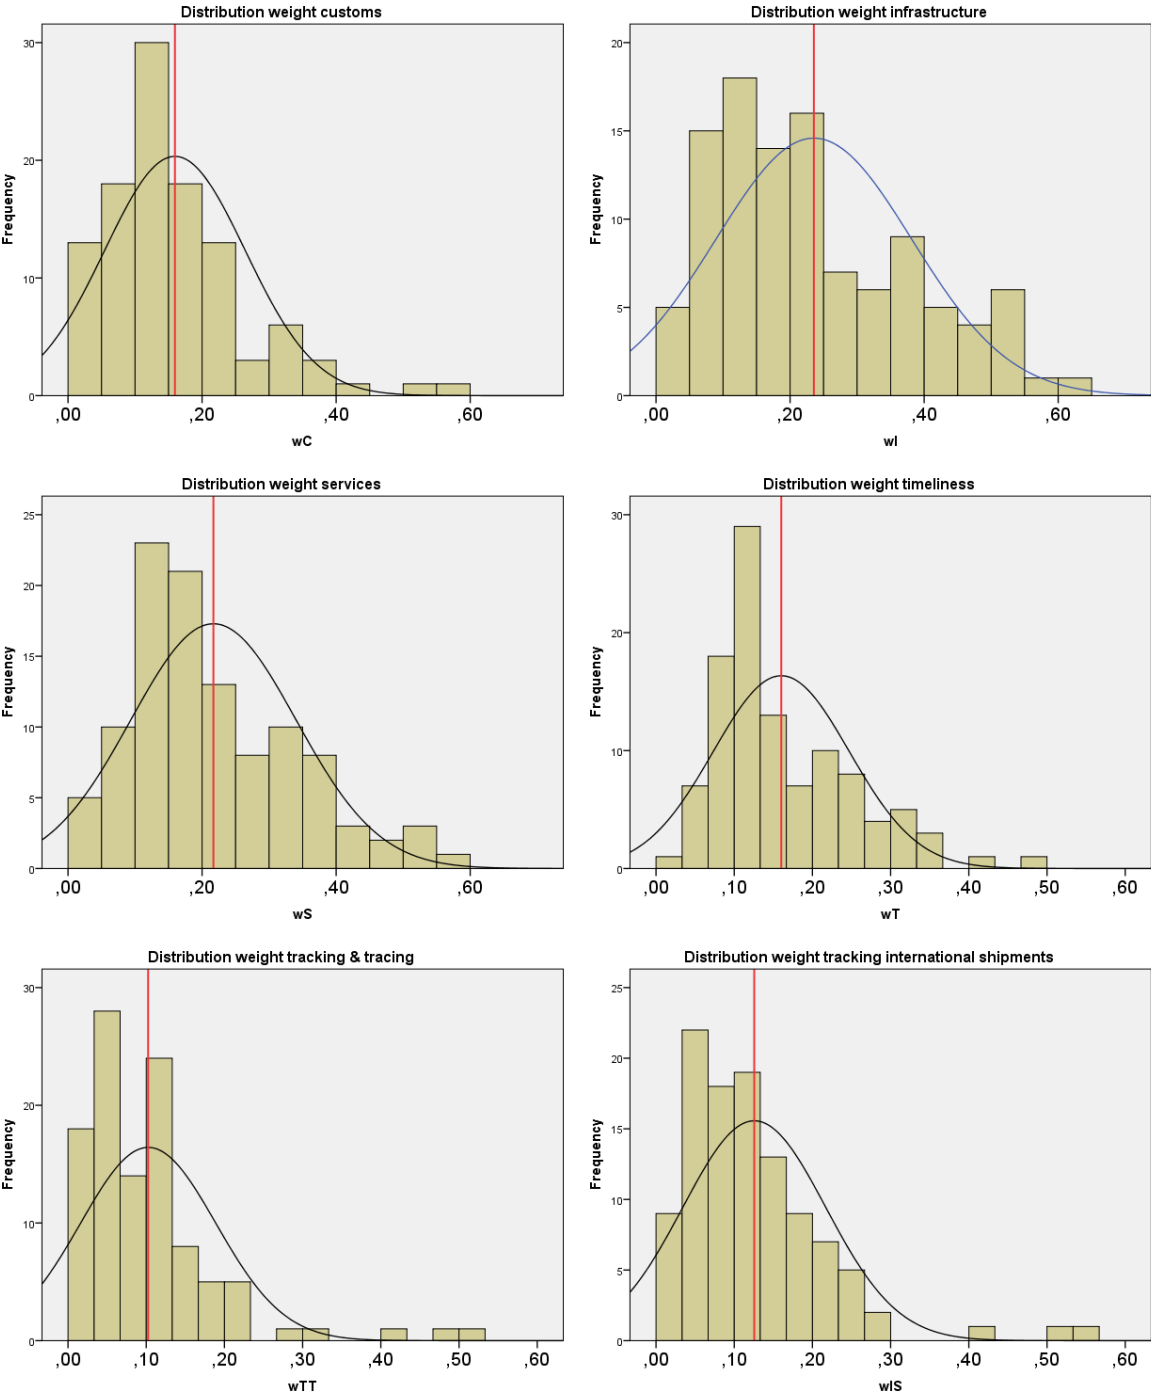 Distribution weight customs
30
20
10
0
Frequency
,00 ,20 ,40 ,60
wC
Distribution weight infrastructure
20
15
10
5
0
Frequency
,00 ,20 ,40 ,60
wI
Distribution weight services
25
20
15
10
5
0
Frequency
,00 ,20 ,40 ,60
wS
Distribution weight timeliness
30
20
10
0
Frequency
,00 ,10 ,20 ,30 ,40 ,50 ,60
wT
Distribution weight tracking & tracing
30
20
10
0
Frequency
,00 ,10 ,20 ,30 ,40 ,50 ,60
wTT
Distribution weight tracking international shipments
25
20
15
10
5
0
Frequency
,00 ,10 ,20 ,30 ,40 ,50 ,60
wIS